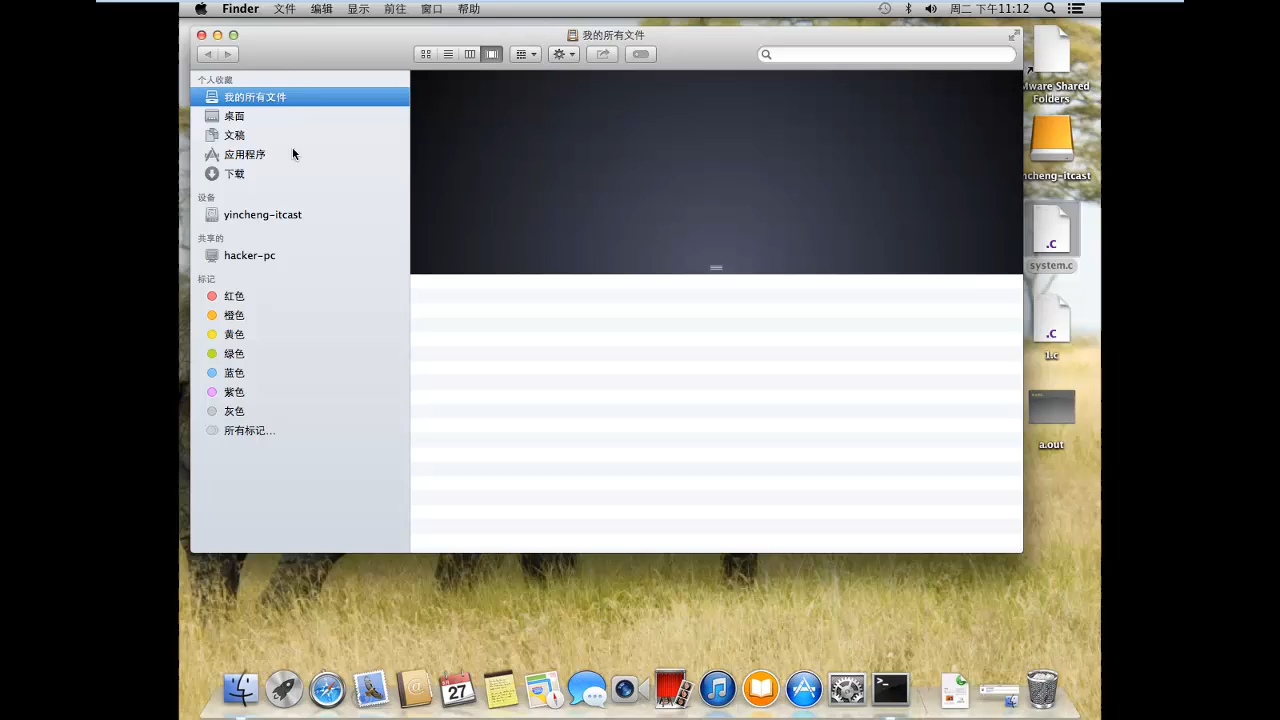 Finder 文件 编辑 显示 前往 窗口 帮助 周二 下午11:12
我的所有文件
个人收藏
我的所有文件
桌面
文稿
应用程序
下载
设备
yincheng-itcast
共享的
hacker-pc
标记
红色
橙色
黄色
绿色
蓝色
紫色
灰色
所有标记...
Mware Shared
Folders
ncheng-itcast
.C
system.c
.C
1.c
a.out
27